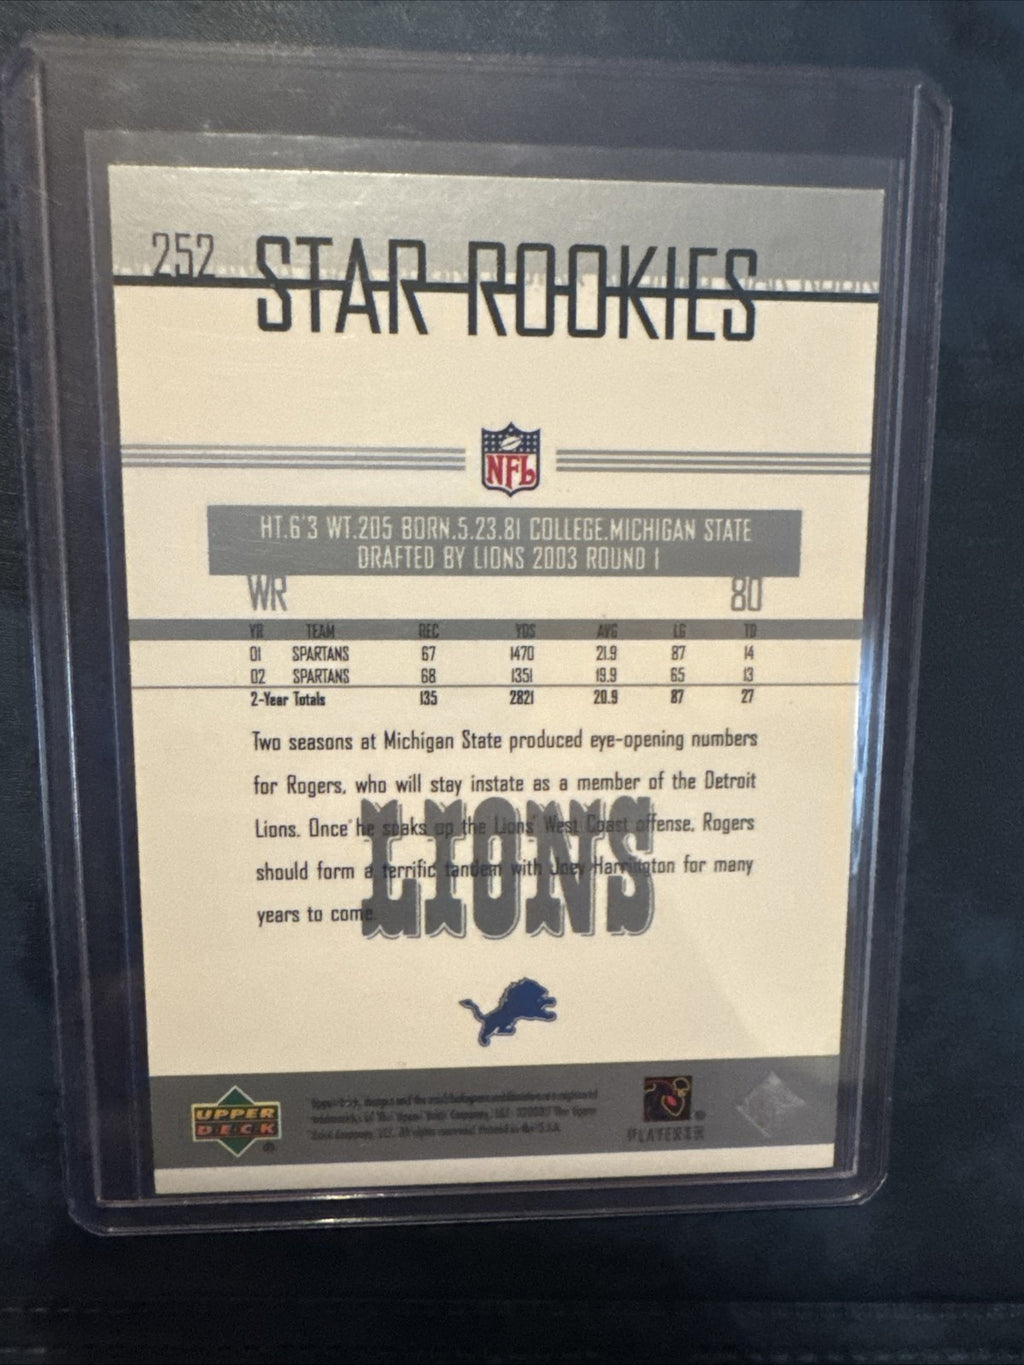 252 STAR ROOKIES
NFL
HT.6'3 WT.205 BORN.5.23.81 COLLEGE.MICHIGAN STATE
DRAFTED BY LIONS 2003 ROUND 1
WR 80
YR TEAM REC YDS AVG LG TD
01 SPARTANS 67 1470 21.9 87 14
02 SPARTANS 68 1351 19.9 65 13
2-Year Totals 135 2821 20.9 87 27
Two seasons at Michigan State produced eye-opening numbers
for Rogers, who will stay instate as a member of the Detroit
Lions. Once he soaks up the Lions' West Coast offense, Rogers
should form a terrific tandem with Joey Harrington for many
years to come.
LIONS
UPPER
DECK
PLAYERS